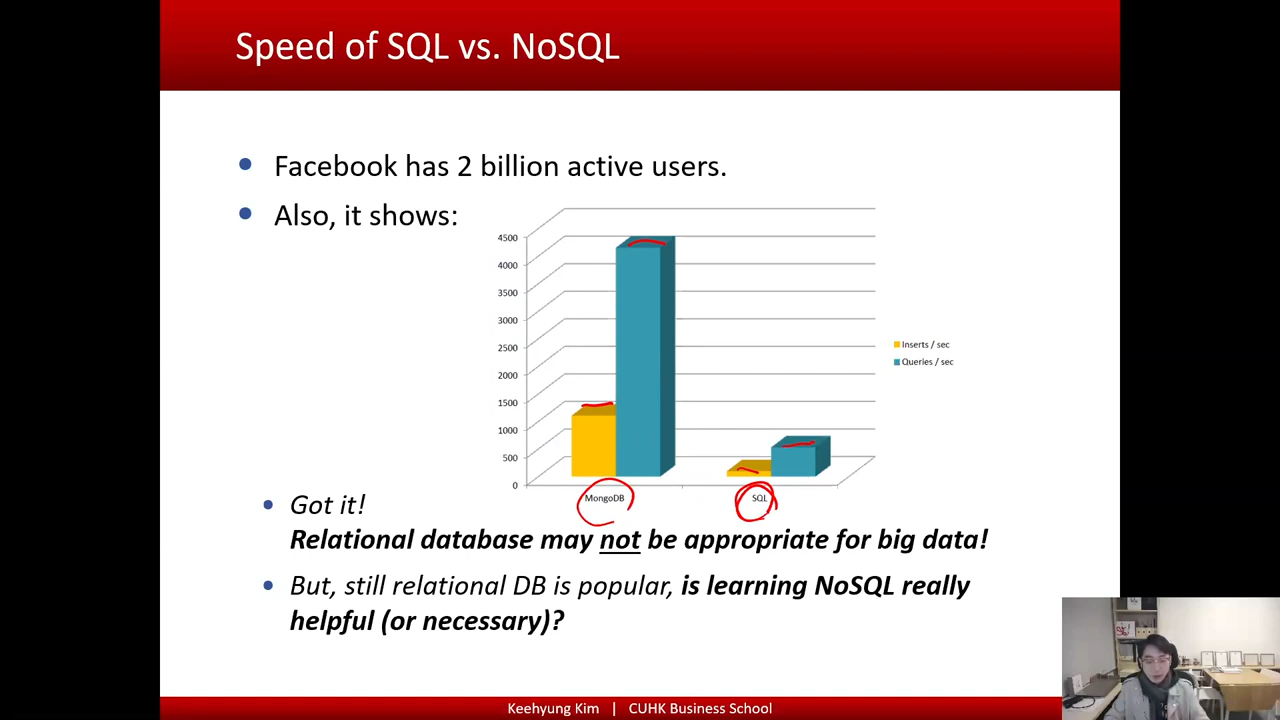 Speed of SQL vs. NoSQL
• Facebook has 2 billion active users.
• Also, it shows:
4500
4000
3500
3000
2500
2000
1500
1000
500
0
Inserts / sec
Queries / sec
MongoDB
SQL
• Got it!
Relational database may not be appropriate for big data!
• But, still relational DB is popular, is learning NoSQL really
helpful (or necessary)?
Keehyung Kim | CUHK Business School